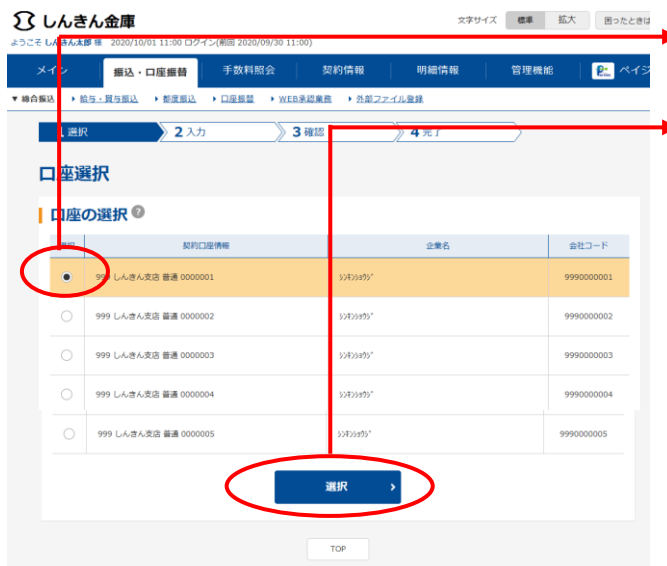 しんきん金庫
文字サイズ 標準 拡大 困ったときは
ようこそ しんきん太郎 様 2020/10/01 11:00 ログイン(前回 2020/09/30 11:00)
メイン 振込・口座振替 手数料照会 契約情報 明細情報 管理機能 ペイジ
▼ 総合振込 給与・賞与振込 都度振込 口座振替 WEB承認業務 外部ファイル登録
1 選択 2 入力 3 確認 4 完了
口座選択
口座の選択 ?
選択 契約口座情報 企業名 会社コード
999 しんきん支店 普通 0000001 ｼﾝｷﾝｼｮｳｼﾞ 9990000001
999 しんきん支店 普通 0000002 ｼﾝｷﾝｼｮｳｼﾞ 9990000002
999 しんきん支店 普通 0000003 ｼﾝｷﾝｼｮｳｼﾞ 9990000003
999 しんきん支店 普通 0000004 ｼﾝｷﾝｼｮｳｼﾞ 9990000004
999 しんきん支店 普通 0000005 ｼﾝｷﾝｼｮｳｼﾞ 9990000005
選択
TOP